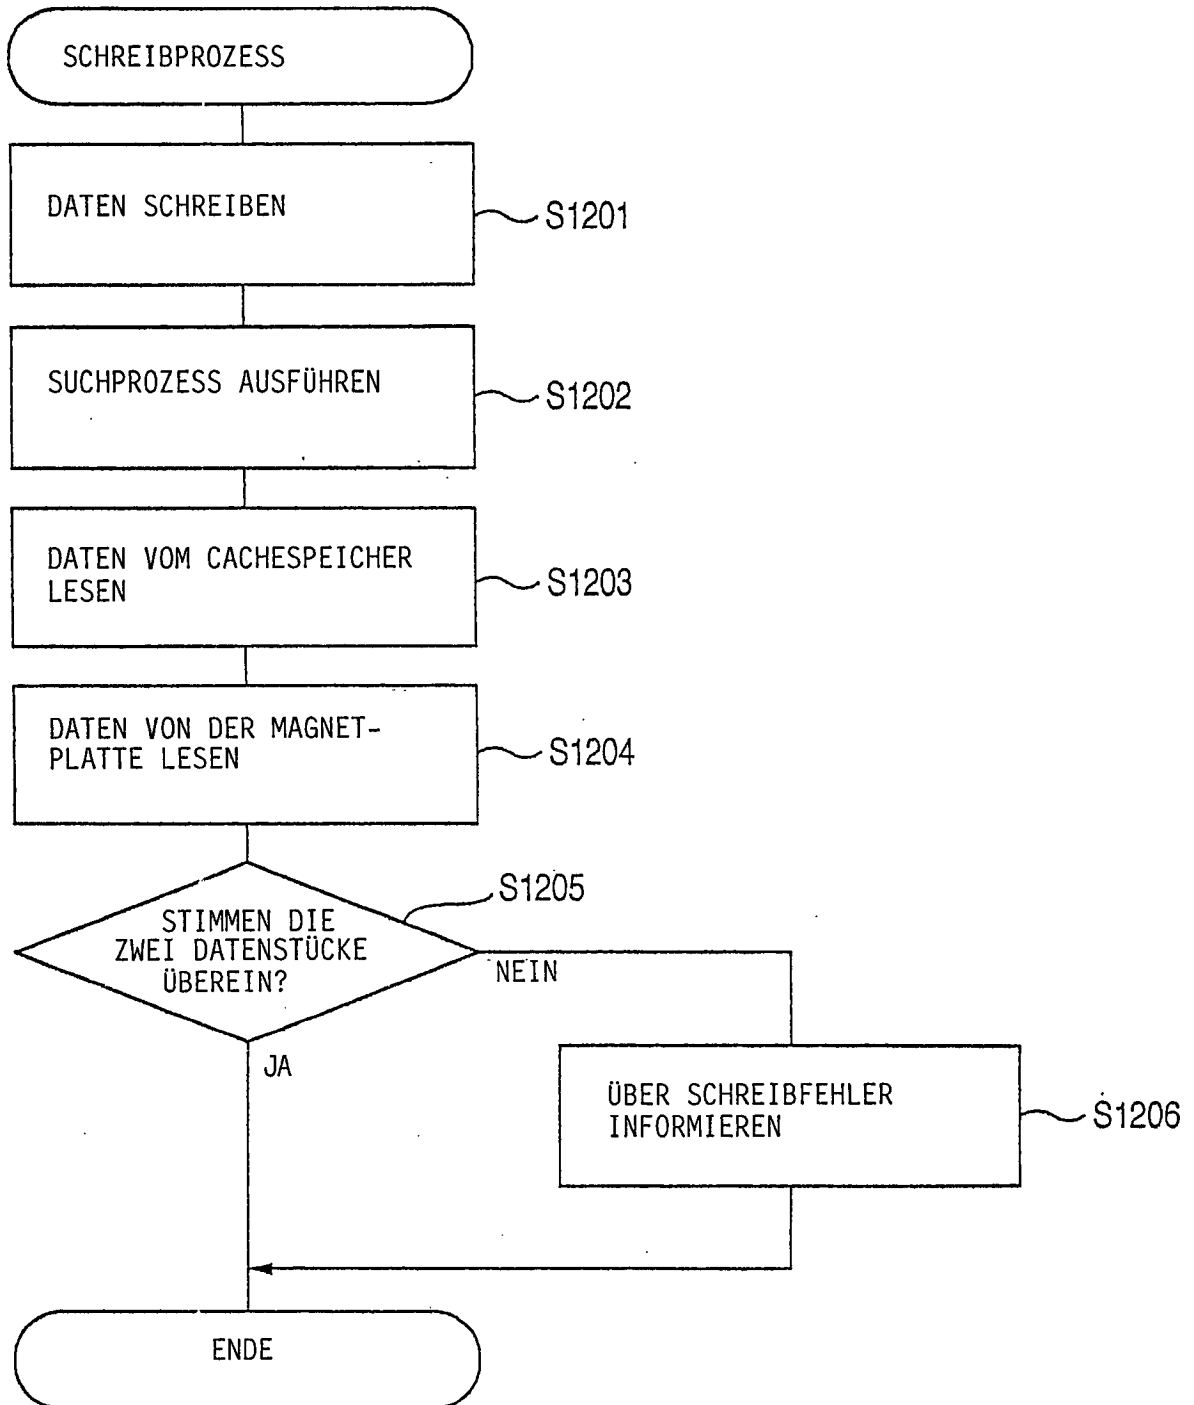 SCHREIBPROZESS
DATEN SCHREIBEN
S1201
SUCHPROZESS AUSFÜHREN
S1202
DATEN VOM CACHESPEICHER
LESEN
S1203
DATEN VON DER MAGNET-
PLATTE LESEN
S1204
S1205
STIMMEN DIE
ZWEI DATENSTÜCKE
ÜBEREIN?
NEIN
JA
ÜBER SCHREIBFEHLER
INFORMIEREN
S1206
ENDE